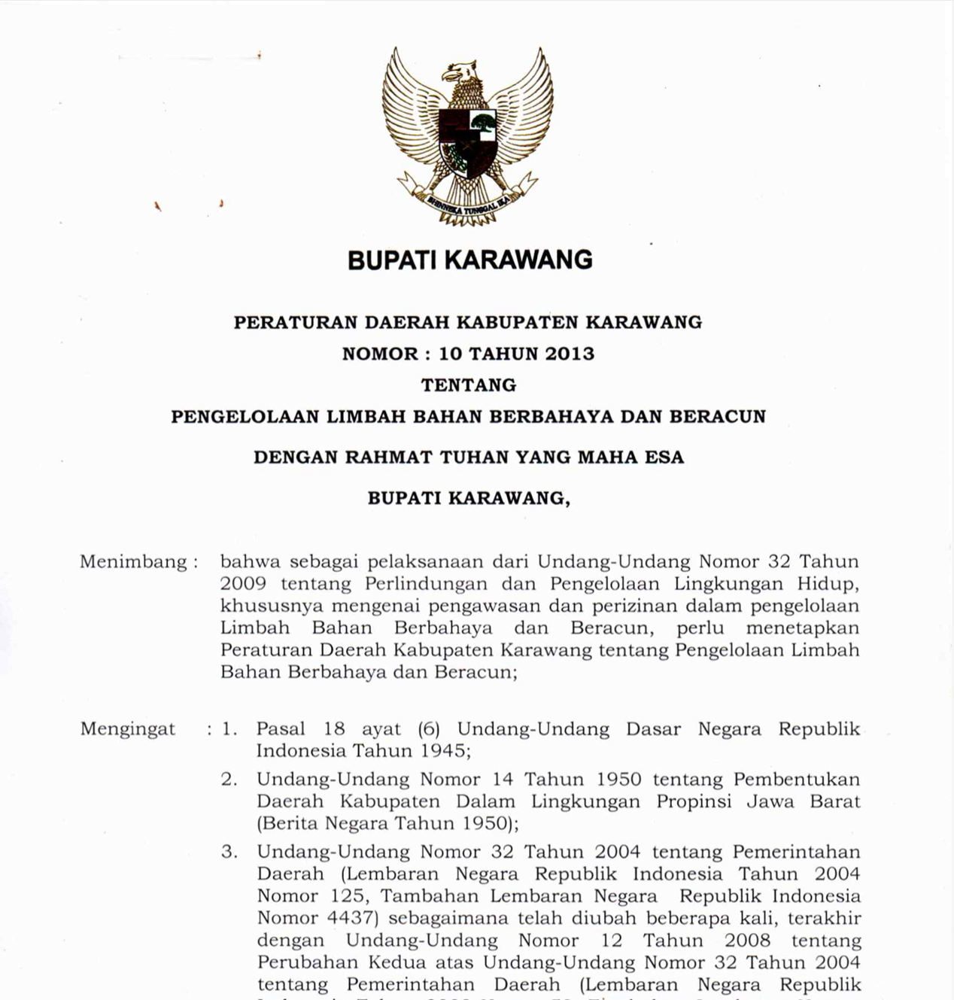 BHINNEKA TUNGGAL IKA
BUPATI KARAWANG
PERATURAN DAERAH KABUPATEN KARAWANG
NOMOR : 10 TAHUN 2013
TENTANG
PENGELOLAAN LIMBAH BAHAN BERBAHAYA DAN BERACUN
DENGAN RAHMAT TUHAN YANG MAHA ESA
BUPATI KARAWANG,
Menimbang : bahwa sebagai pelaksanaan dari Undang-Undang Nomor 32 Tahun
2009 tentang Perlindungan dan Pengelolaan Lingkungan Hidup,
khususnya mengenai pengawasan dan perizinan dalam pengelolaan
Limbah Bahan Berbahaya dan Beracun, perlu menetapkan
Peraturan Daerah Kabupaten Karawang tentang Pengelolaan Limbah
Bahan Berbahaya dan Beracun;
Mengingat : 1. Pasal 18 ayat (6) Undang-Undang Dasar Negara Republik
Indonesia Tahun 1945;
2. Undang-Undang Nomor 14 Tahun 1950 tentang Pembentukan
Daerah Kabupaten Dalam Lingkungan Propinsi Jawa Barat
(Berita Negara Tahun 1950);
3. Undang-Undang Nomor 32 Tahun 2004 tentang Pemerintahan
Daerah (Lembaran Negara Republik Indonesia Tahun 2004
Nomor 125, Tambahan Lembaran Negara Republik Indonesia
Nomor 4437) sebagaimana telah diubah beberapa kali, terakhir
dengan Undang-Undang Nomor 12 Tahun 2008 tentang
Perubahan Kedua atas Undang-Undang Nomor 32 Tahun 2004
tentang Pemerintahan Daerah (Lembaran Negara Republik